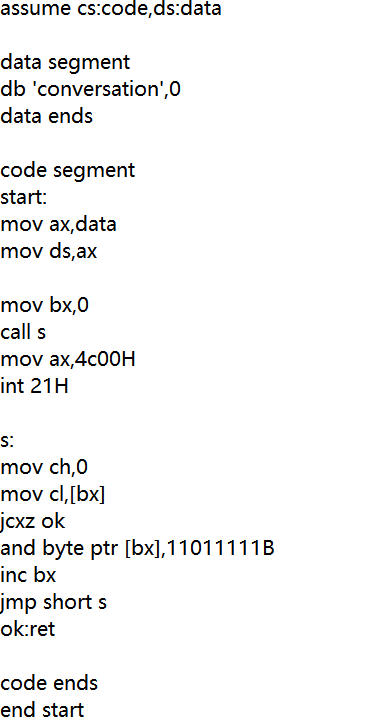 assume cs:code,ds:data
data segment
db 'conversation',0
data ends
code segment
start:
mov ax,data
mov ds,ax
mov bx,0
call s
mov ax,4c00H
int 21H
s:
mov ch,0
mov cl,[bx]
jcxz ok
and byte ptr [bx],11011111B
inc bx
jmp short s
ok:ret
code ends
end start